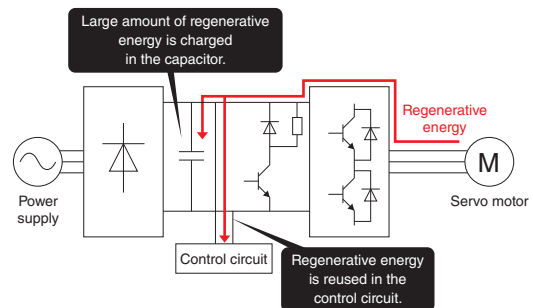 Large amount of regenerative
energy is charged
in the capacitor.
Regenerative
energy
M
Power
supply
Servo motor
Control circuit
Regenerative energy
is reused in the
control circuit.